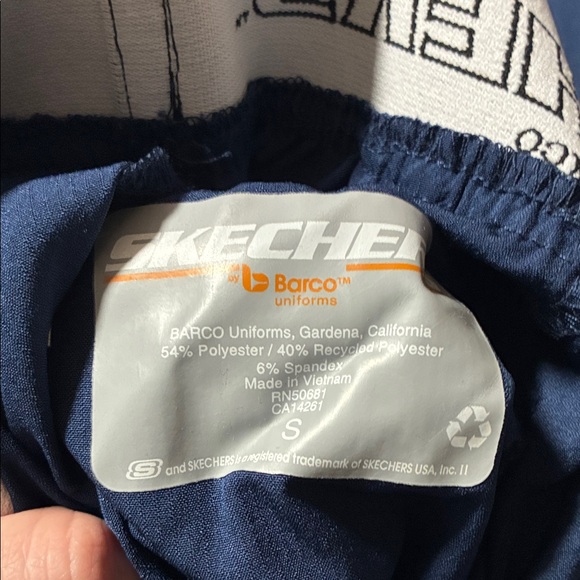 SKECHER
by Barco™
uniforms
BARCO Uniforms, Gardena, California
54% Polyester / 40% Recycled Polyester
6% Spandex
Made in Vietnam
RN50681
CA14261
S
S and SKECHERS is a registered trademark of SKECHERS USA, Inc. II